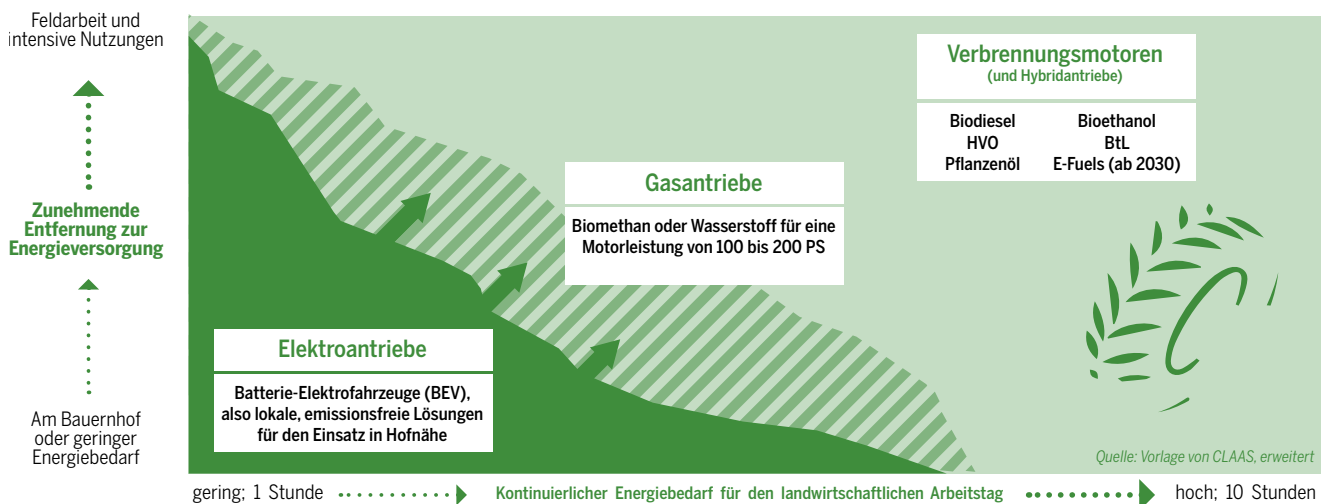 Feldarbeit und
intensive Nutzungen
Zunehmende
Entfernung zur
Energieversorgung
Am Bauernhof
oder geringer
Energiebedarf
Verbrennungsmotoren
(und Hybridantriebe)
Biodiesel
HVO
Pflanzenöl
Bioethanol
BtL
E-Fuels (ab 2030)
Gasantriebe
Biomethan oder Wasserstoff für eine
Motorleistung von 100 bis 200 PS
Elektroantriebe
Batterie-Elektrofahrzeuge (BEV),
also lokale, emissionsfreie Lösungen
für den Einsatz in Hofnähe
Quelle: Vorlage von CLAAS, erweitert
gering; 1 Stunde
Kontinuierlicher Energiebedarf für den landwirtschaftlichen Arbeitstag
hoch; 10 Stunden